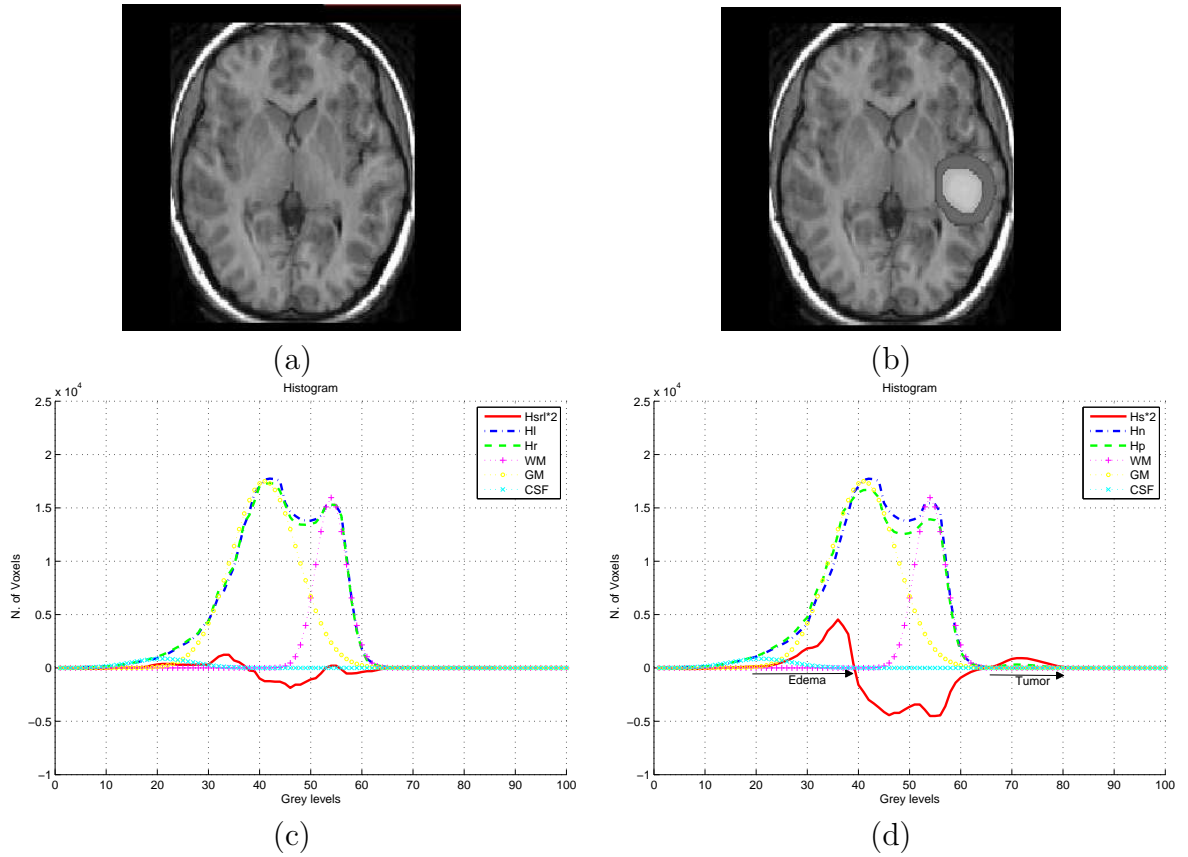 (a)
(b)
Histogram
x 10^4
2.5
2
1.5
1
0.5
0
−0.5
−1
0 10 20 30 40 50 60 70 80 90 100
N. of Voxels
Grey levels
Hsrl*2
Hl
Hr
WM
GM
CSF
(c)
Histogram
x 10^4
2.5
2
1.5
1
0.5
0
−0.5
−1
0 10 20 30 40 50 60 70 80 90 100
N. of Voxels
Grey levels
Hs*2
Hn
Hp
WM
GM
CSF
Edema
Tumor
(d)